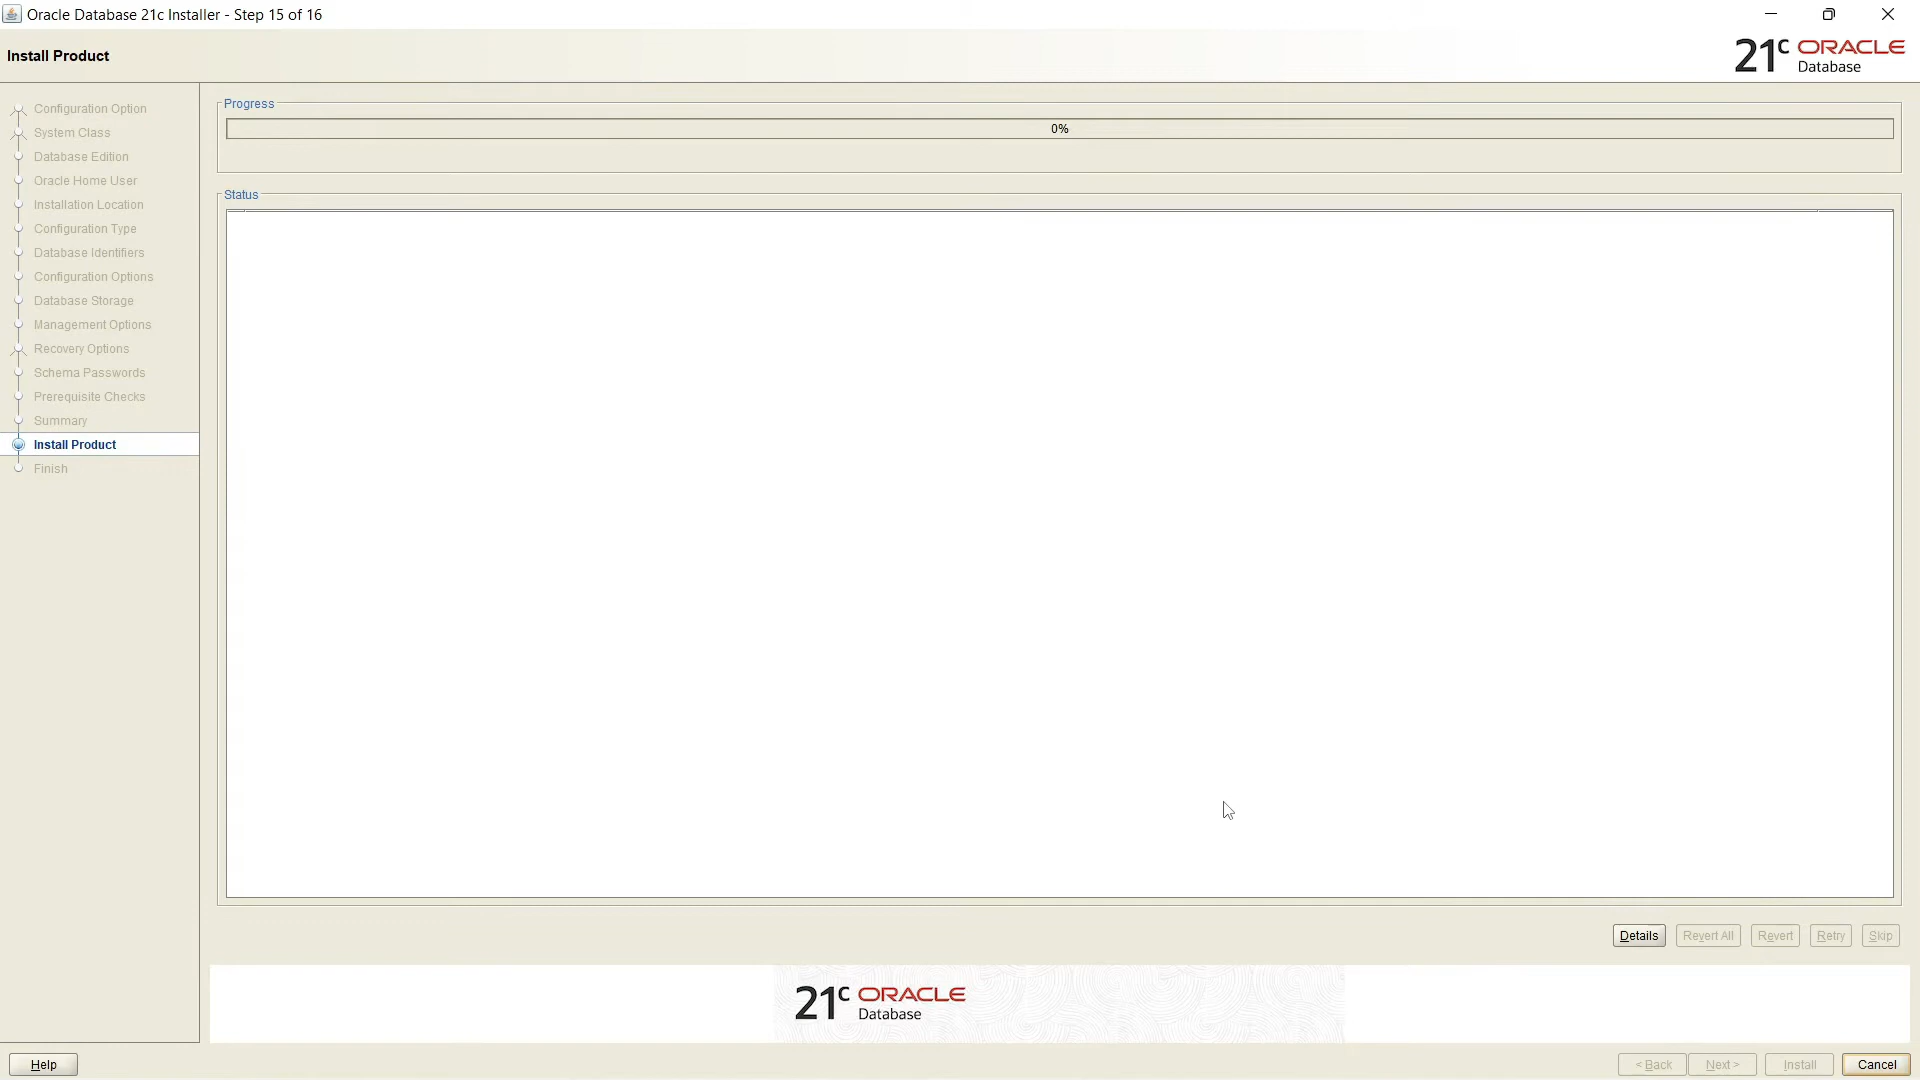 Oracle Database 21c Installer - Step 15 of 16
Install Product
21c ORACLE
Database
Configuration Option
System Class
Database Edition
Oracle Home User
Installation Location
Configuration Type
Database Identifiers
Configuration Options
Database Storage
Management Options
Recovery Options
Schema Passwords
Prerequisite Checks
Summary
Install Product
Finish
Progress
0%
Status
Details Revert All Revert Retry Skip
21c ORACLE
Database
Help < Back Next > Install Cancel